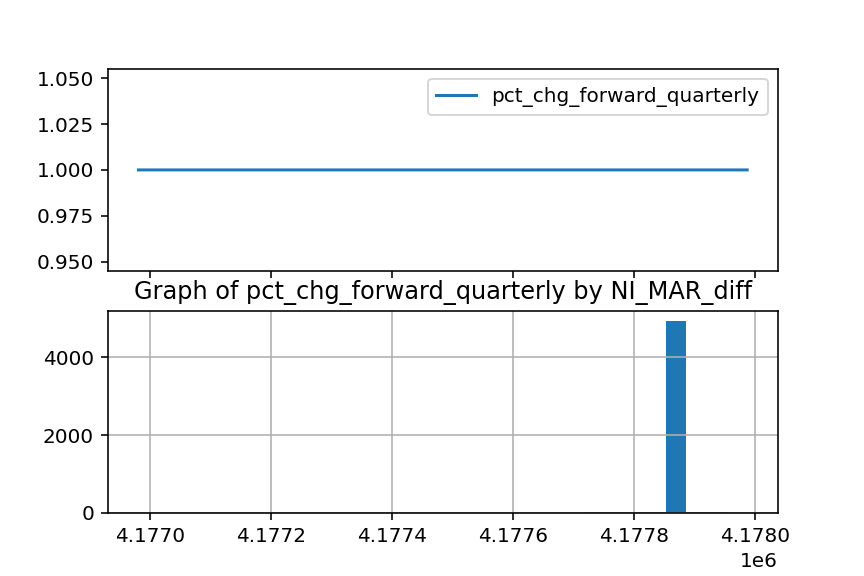 1.050
1.025
1.000
0.975
0.950
pct_chg_forward_quarterly
Graph of pct_chg_forward_quarterly by NI_MAR_diff
4000
2000
0
4.1770 4.1772 4.1774 4.1776 4.1778 4.1780
1e6